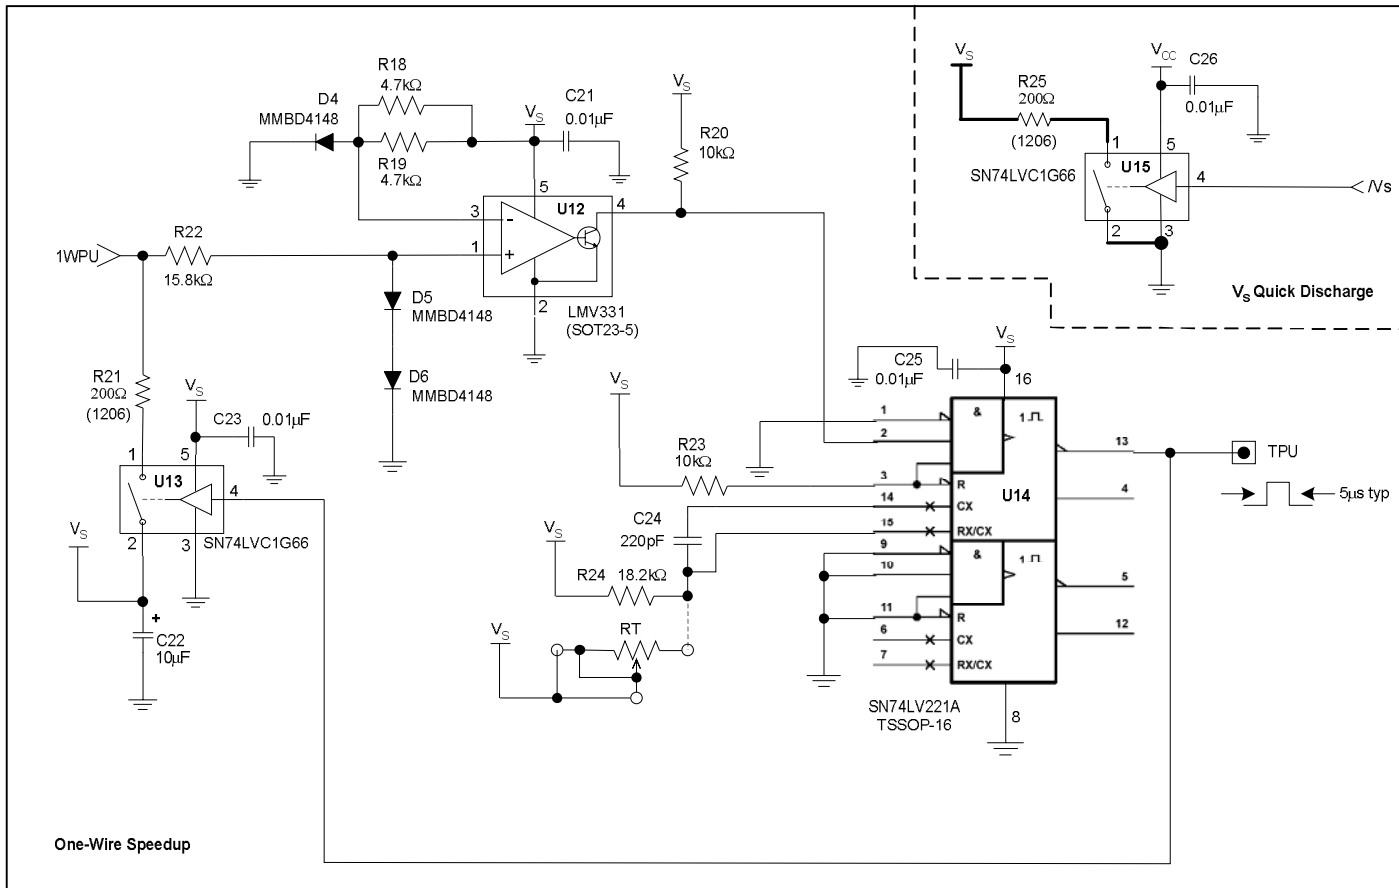 R18
4.7kΩ
D4
MMBD4148
R19
4.7kΩ
VS
C21
0.01µF
VS
R20
10kΩ
5
U12
3
-
1
+
4
2
LMV331
(SOT23-5)
1WPU
R22
15.8kΩ
D5
MMBD4148
D6
MMBD4148
R21
200Ω
(1206)
VS
C23
0.01µF
1
5
U13
4
2
3
SN74LVC1G66
VS
+
C22
10µF
VS
R25
200Ω
(1206)
VCC
C26
0.01µF
1
5
U15
SN74LVC1G66
4
/Vs
2
3
VS Quick Discharge
VS
C25
0.01µF
16
VS
R23
10kΩ
C24
220pF
VS
R24
18.2kΩ
VS
RT
1
2
3
14
15
9
10
11
6
7
&
1
R
CX
RX/CX
U14
&
1
R
CX
RX/CX
13
4
5
12
TPU
5µs typ
SN74LV221A
TSSOP-16
8
One-Wire Speedup